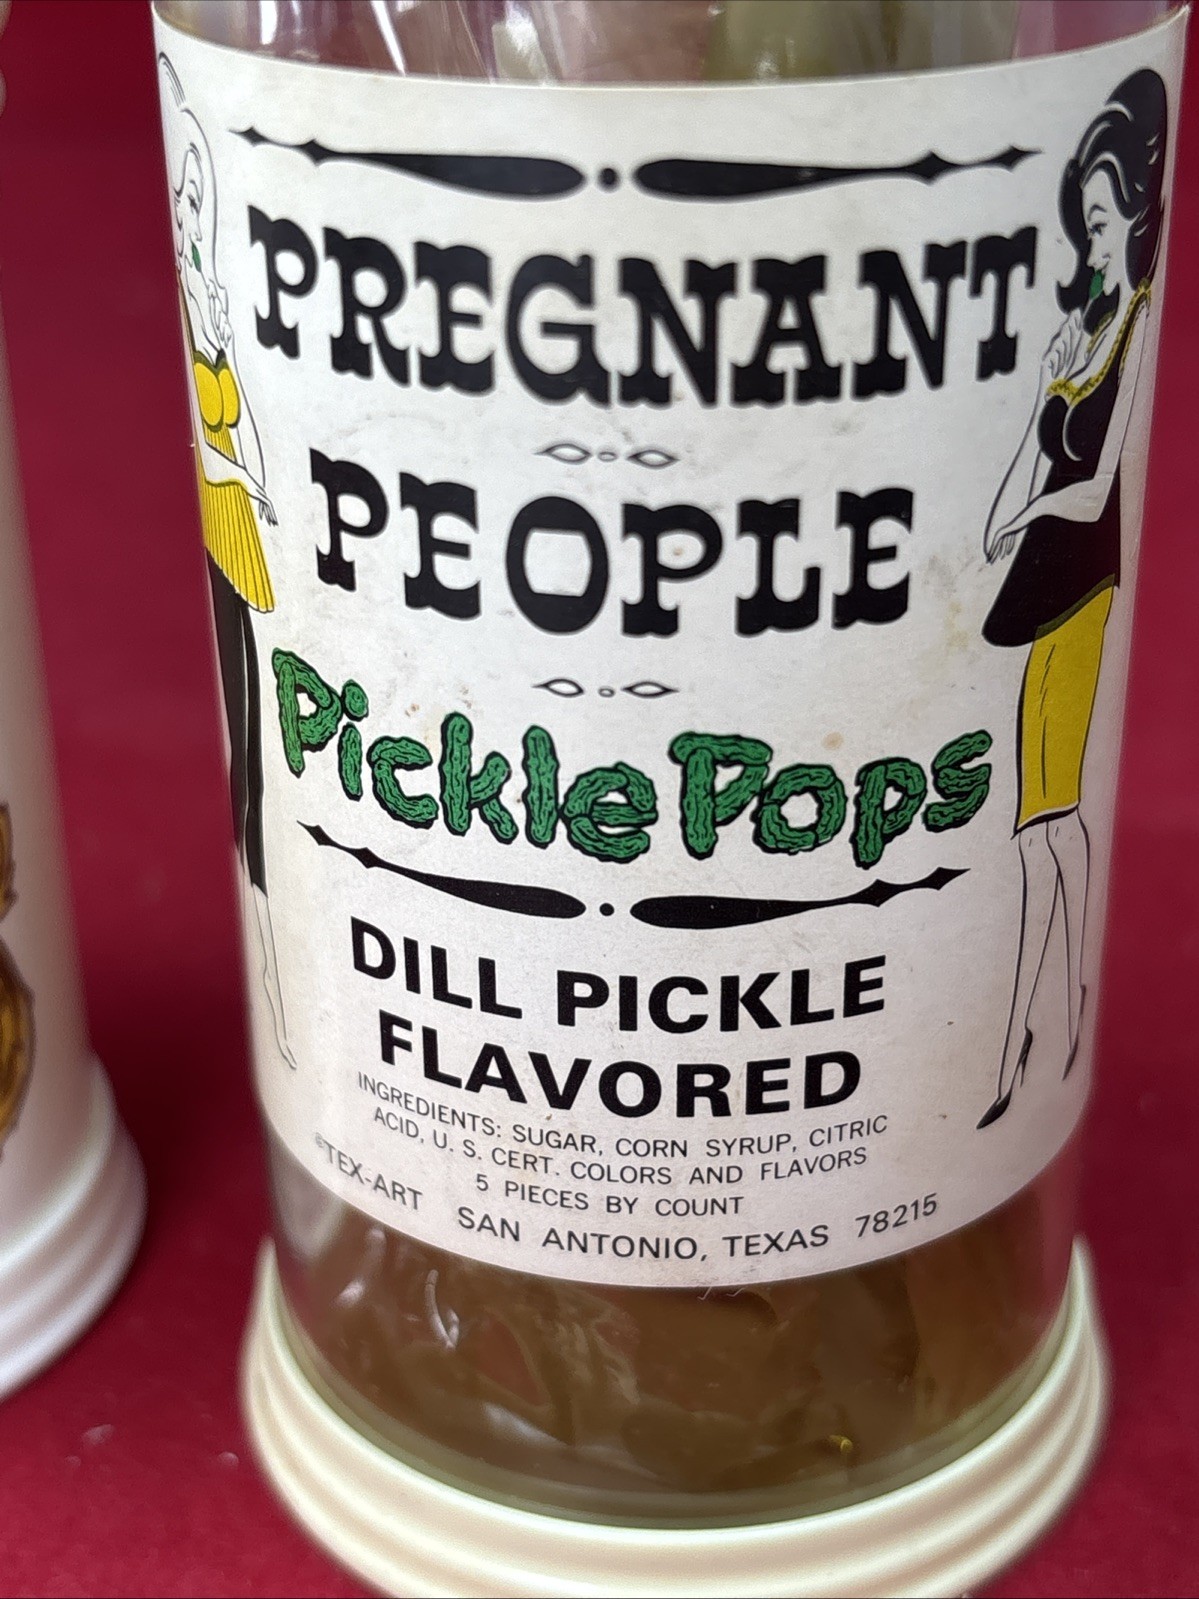 PREGNANT
PEOPLE
Pickle Pops
DILL PICKLE
FLAVORED
INGREDIENTS: SUGAR, CORN SYRUP, CITRIC
ACID, U. S. CERT. COLORS AND FLAVORS
5 PIECES BY COUNT
©TEX-ART SAN ANTONIO, TEXAS 78215